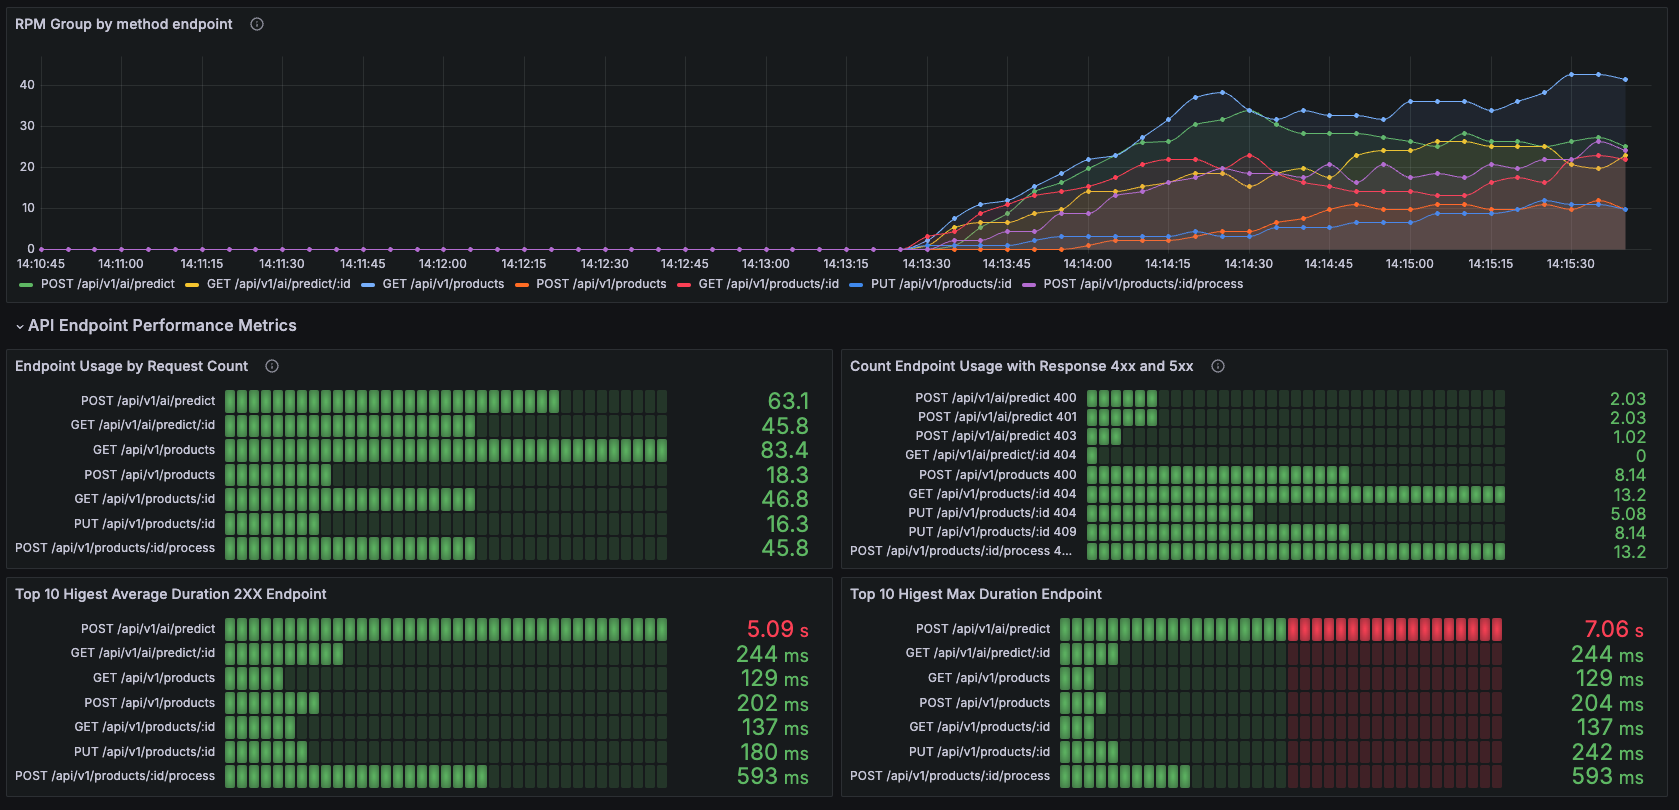 RPM Group by method endpoint
40
30
20
10
0
14:10:45 14:11:00 14:11:15 14:11:30 14:11:45 14:12:00 14:12:15 14:12:30 14:12:45 14:13:00 14:13:15 14:13:30 14:13:45 14:14:00 14:14:15 14:14:30 14:14:45 14:15:00 14:15:15 14:15:30
POST /api/v1/ai/predict GET /api/v1/ai/predict/:id GET /api/v1/products POST /api/v1/products GET /api/v1/products/:id PUT /api/v1/products/:id POST /api/v1/products/:id/process
API Endpoint Performance Metrics
Endpoint Usage by Request Count
POST /api/v1/ai/predict 63.1
GET /api/v1/ai/predict/:id 45.8
GET /api/v1/products 83.4
POST /api/v1/products 18.3
GET /api/v1/products/:id 46.8
PUT /api/v1/products/:id 16.3
POST /api/v1/products/:id/process 45.8
Count Endpoint Usage with Response 4xx and 5xx
POST /api/v1/ai/predict 400 2.03
POST /api/v1/ai/predict 401 2.03
POST /api/v1/ai/predict 403 1.02
GET /api/v1/ai/predict/:id 404 0
POST /api/v1/products 400 8.14
GET /api/v1/products/:id 404 13.2
PUT /api/v1/products/:id 404 5.08
PUT /api/v1/products/:id 409 8.14
POST /api/v1/products/:id/process 4... 13.2
Top 10 Higest Average Duration 2XX Endpoint
POST /api/v1/ai/predict 5.09 s
GET /api/v1/ai/predict/:id 244 ms
GET /api/v1/products 129 ms
POST /api/v1/products 202 ms
GET /api/v1/products/:id 137 ms
PUT /api/v1/products/:id 180 ms
POST /api/v1/products/:id/process 593 ms
Top 10 Higest Max Duration Endpoint
POST /api/v1/ai/predict 7.06 s
GET /api/v1/ai/predict/:id 244 ms
GET /api/v1/products 129 ms
POST /api/v1/products 204 ms
GET /api/v1/products/:id 137 ms
PUT /api/v1/products/:id 242 ms
POST /api/v1/products/:id/process 593 ms